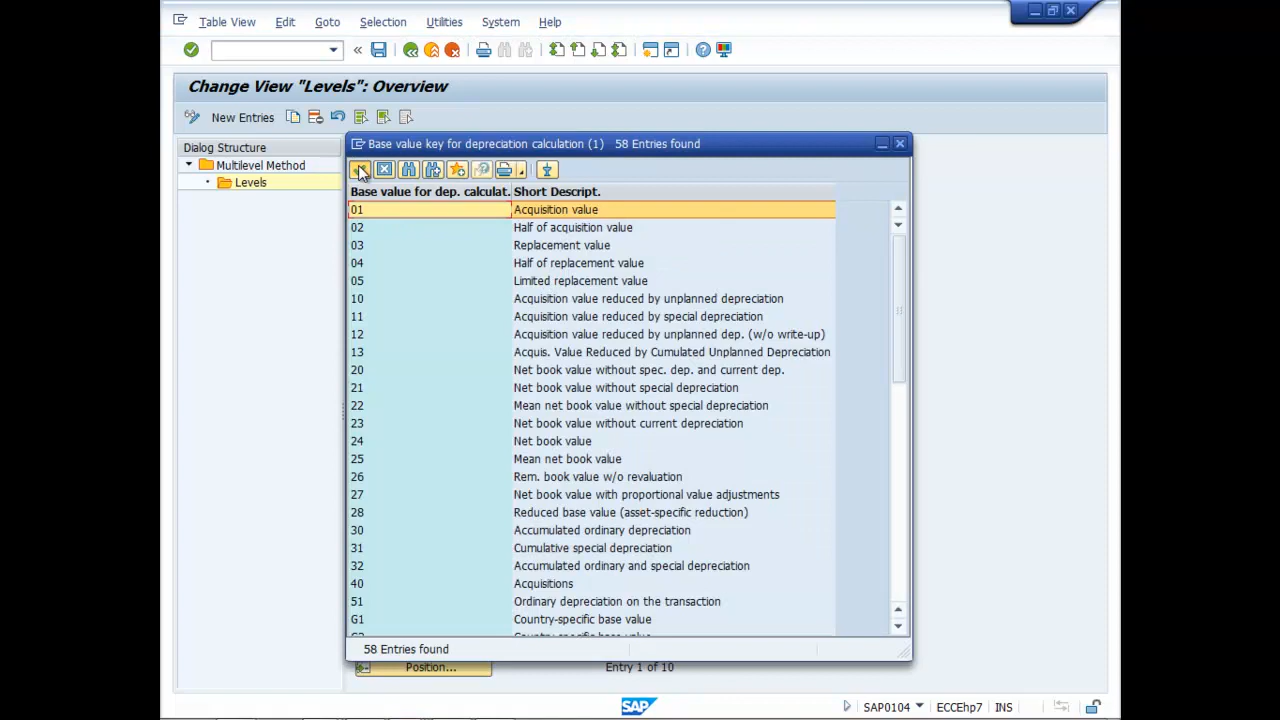 Table View Edit Goto Selection Utilities System Help
Change View "Levels": Overview
New Entries
Dialog Structure
Multilevel Method
Levels
Base value key for depreciation calculation (1) 58 Entries found
Base value for dep. calculat. Short Descript.
01 Acquisition value
02 Half of acquisition value
03 Replacement value
04 Half of replacement value
05 Limited replacement value
10 Acquisition value reduced by unplanned depreciation
11 Acquisition value reduced by special depreciation
12 Acquisition value reduced by unplanned dep. (w/o write-up)
13 Acquis. Value Reduced by Cumulated Unplanned Depreciation
20 Net book value without spec. dep. and current dep.
21 Net book value without special depreciation
22 Mean net book value without special depreciation
23 Net book value without current depreciation
24 Net book value
25 Mean net book value
26 Rem. book value w/o revaluation
27 Net book value with proportional value adjustments
28 Reduced base value (asset-specific reduction)
30 Accumulated ordinary depreciation
31 Cumulative special depreciation
32 Accumulated ordinary and special depreciation
40 Acquisitions
51 Ordinary depreciation on the transaction
G1 Country-specific base value
58 Entries found
Position... Entry 1 of 10
SAP SAP0104 ECCEhp7 INS